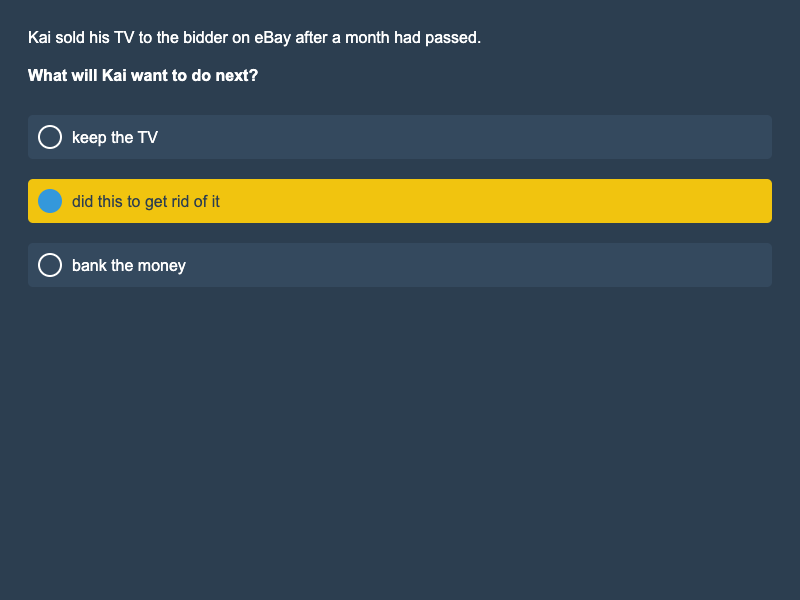 Kai sold his TV to the bidder on eBay after a month had passed.
What will Kai want to do next?
keep the TV
did this to get rid of it
bank the money